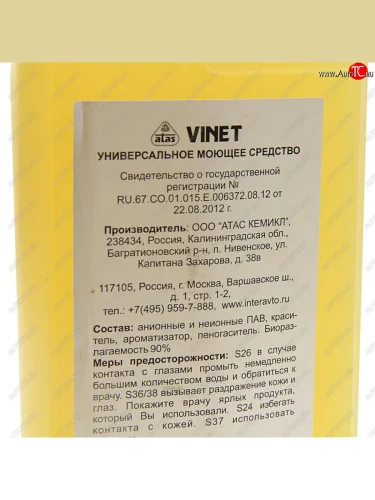 www.AuroTC.ru
atas VINET
УНИВЕРСАЛЬНОЕ МОЮЩЕЕ СРЕДСТВО
Свидетельство о государственной
регистрации №
RU.67.CO.01.015.E.006372.08.12 от
22.08.2012 г.
Производитель: ООО "АТАС КЕМИКЛ",
238434, Россия, Калининградская обл.,
Багратионовский р-н, п. Нивенское, ул.
Капитана Захарова, д. 38в
117105, Россия, г. Москва, Варшавское ш.,
д. 1, стр. 1-2,
тел.: +7(495) 959-7-888, www.interavto.ru
Состав: анионные и неионные ПАВ, краси-
тель, ароматизатор, пеногаситель. Биораз-
лагаемость 90%
Меры предосторожности: S26 в случае
контакта с глазами промыть немедленно
большим количеством воды и обратиться к
врачу. S36/38 вызывает раздражение кожи и
глаз. Покажите врачу ярлык продукта,
который Вы использовали. S24 избегать
контакта с кожей. S37 использовать